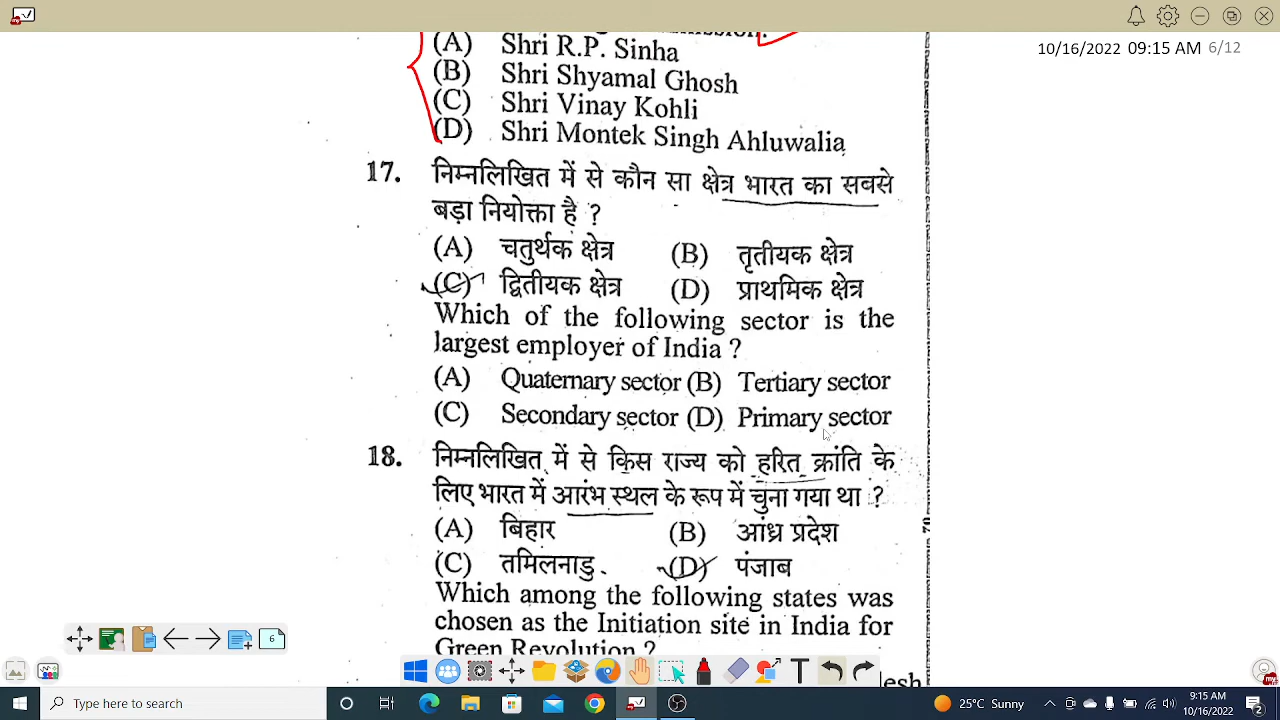 10/16/2022 09:15 AM 6/12
(A) Shri R.P. Sinha
(B) Shri Shyamal Ghosh
(C) Shri Vinay Kohli
(D) Shri Montek Singh Ahluwalia
17. निम्नलिखित में से कौन सा क्षेत्र भारत का सबसे
बड़ा नियोक्ता है ?
(A) चतुर्थक क्षेत्र (B) तृतीयक क्षेत्र
(C) द्वितीयक क्षेत्र (D) प्राथमिक क्षेत्र
Which of the following sector is the
largest employer of India ?
(A) Quaternary sector (B) Tertiary sector
(C) Secondary sector (D) Primary sector
18. निम्नलिखित में से किस राज्य को हरित क्रांति के
लिए भारत में आरंभ स्थल के रूप में चुना गया था ?
(A) बिहार (B) आंध्र प्रदेश
(C) तमिलनाडु (D) पंजाब
Which among the following states was
chosen as the Initiation site in India for
Green Revolution ?
6
Type here to search
25°C Sunny
9:15 AM
10/16/2022
2